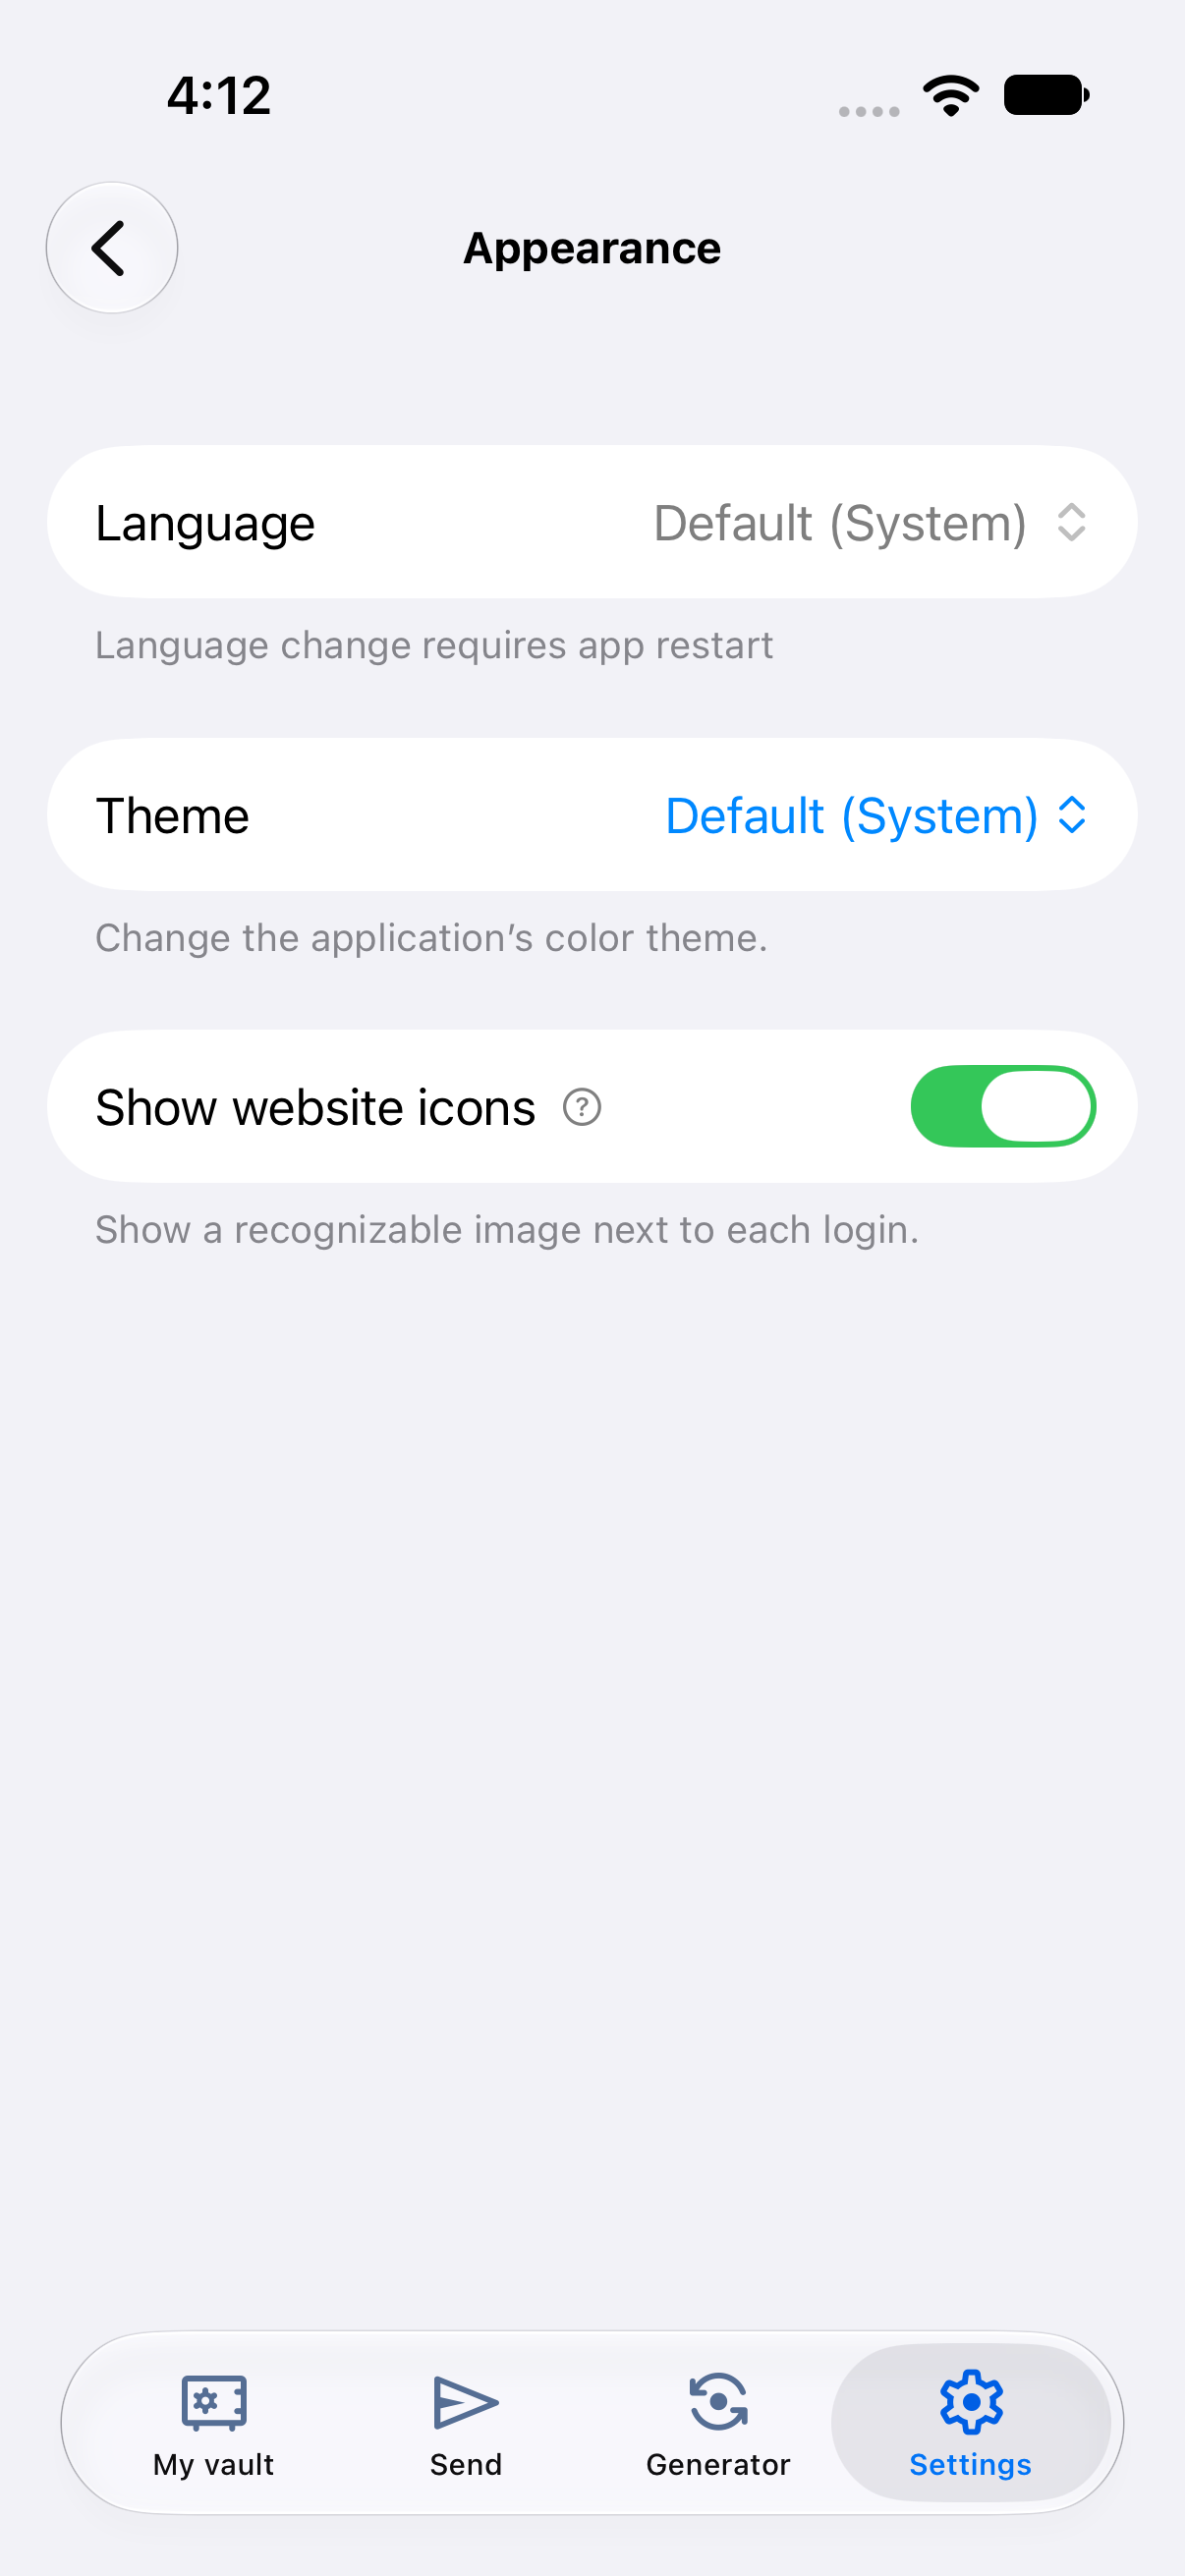 4:12
Appearance
Language Default (System)
Language change requires app restart
Theme Default (System)
Change the application’s color theme.
Show website icons ?
Show a recognizable image next to each login.
My vault Send Generator Settings